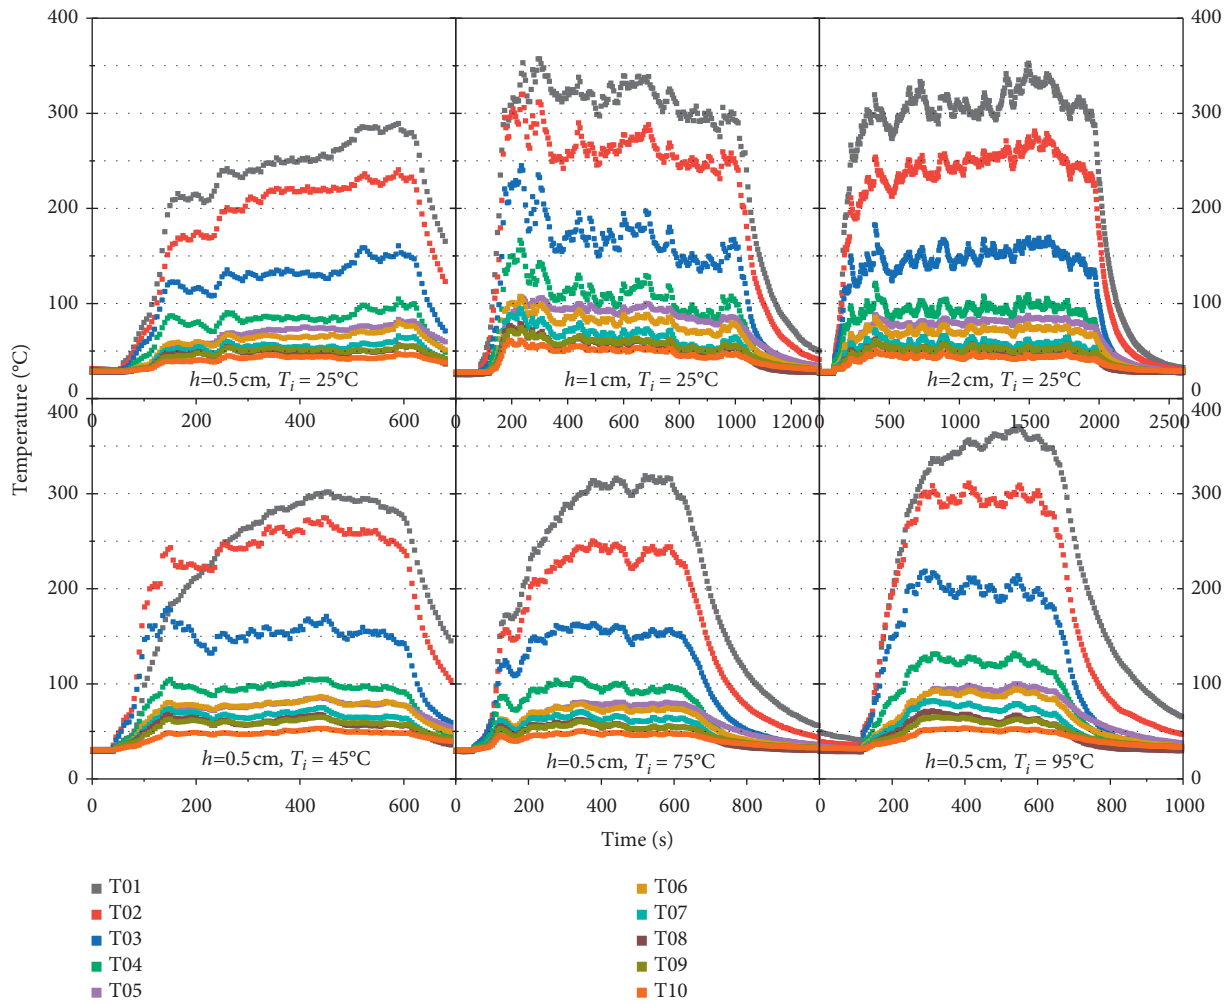 400 400
300 300
200 200
100 100
0 0
h=0.5 cm, Tᵢ = 25°C h=1 cm, Tᵢ = 25°C h=2 cm, Tᵢ = 25°C
0 200 400 600 0 200 400 600 800 1000 1200 0 500 1000 1500 2000 2500
Temperature (°C)
400 400
300 300
200 200
100 100
0 0
h=0.5 cm, Tᵢ = 45°C h=0.5 cm, Tᵢ = 75°C h=0.5 cm, Tᵢ = 95°C
0 200 400 600 0 200 400 600 800 0 200 400 600 800 1000
Time (s)
T01
T02
T03
T04
T05
T06
T07
T08
T09
T10